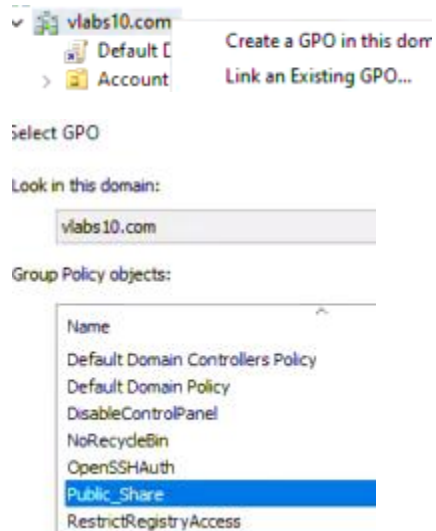 vlabs10.com
Default D
Account
Create a GPO in this dom
Link an Existing GPO...
Select GPO
Look in this domain:
vlabs10.com
Group Policy objects:
Name
Default Domain Controllers Policy
Default Domain Policy
DisableControlPanel
NoRecycleBin
OpenSSHAuth
Public_Share
RestrictRegistryAccess